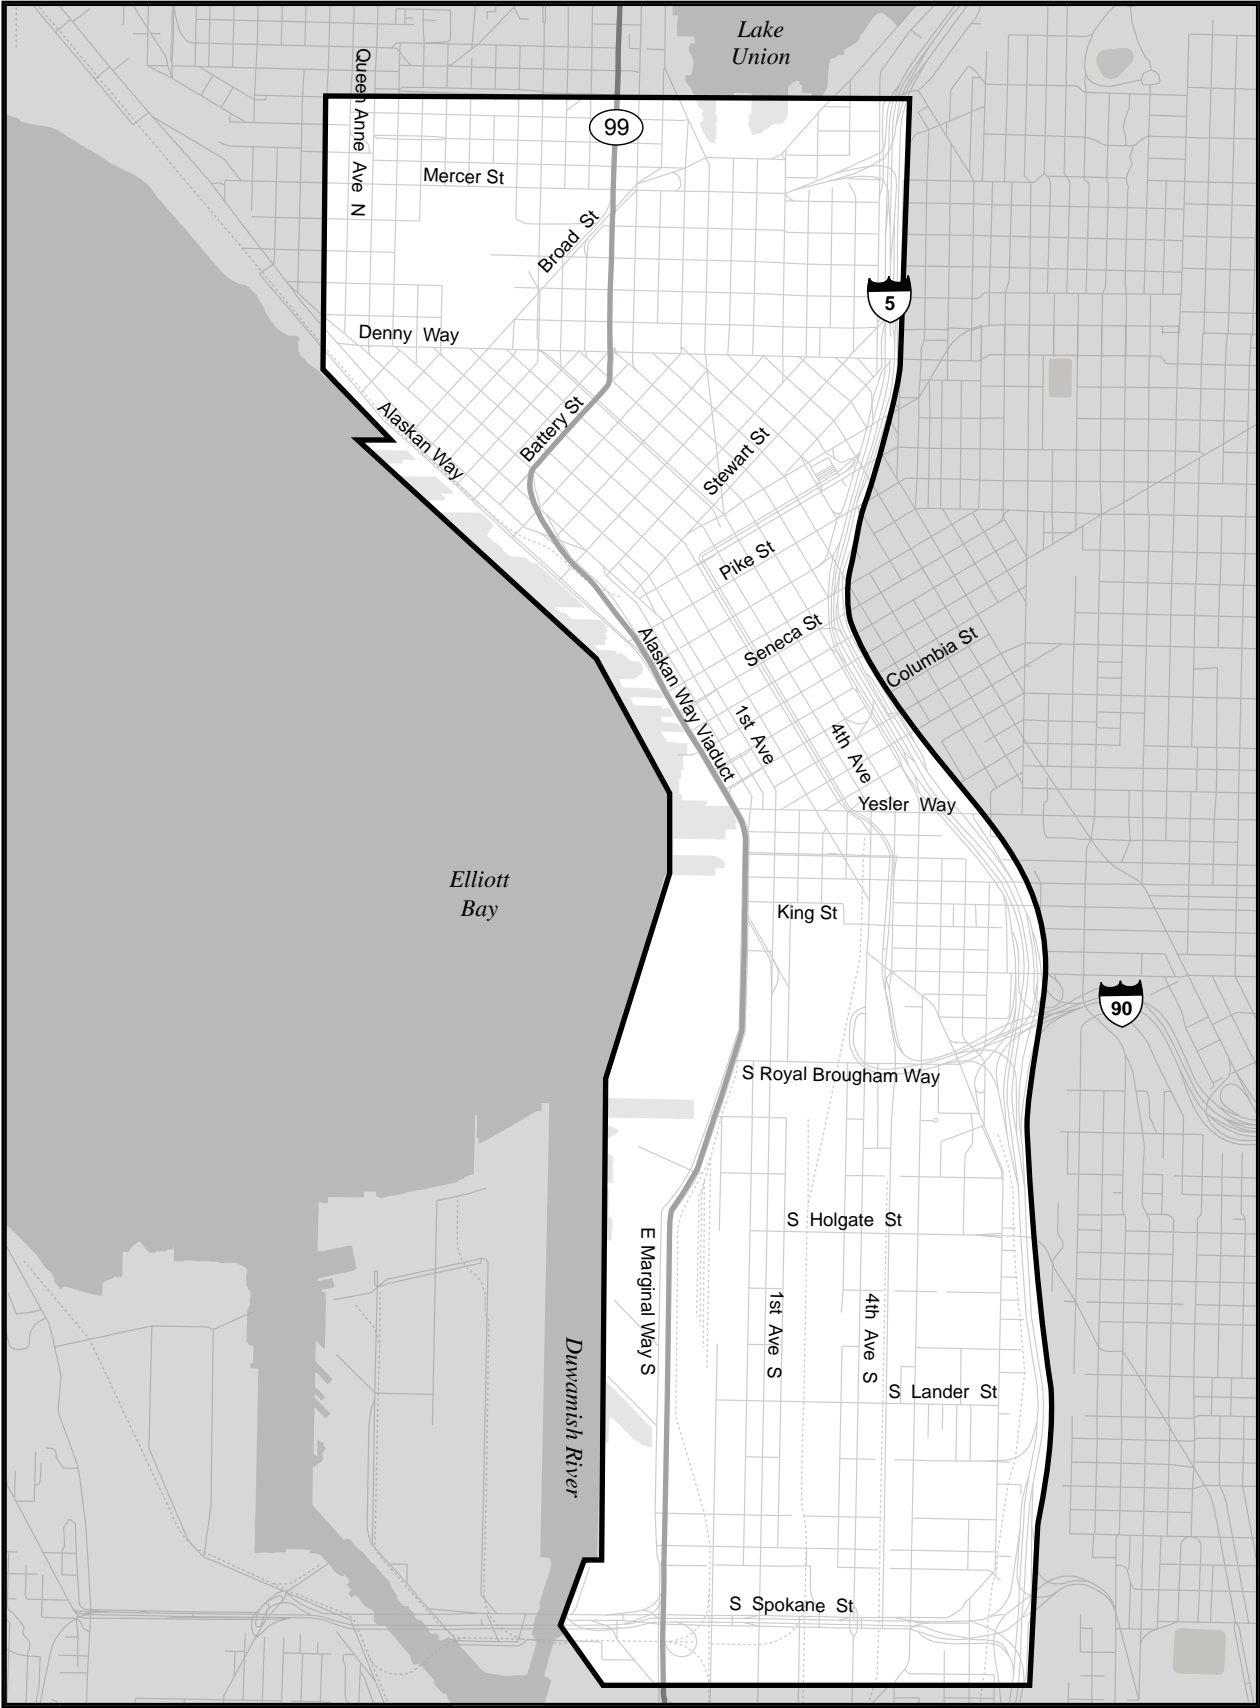 Lake
Union
Queen Anne Ave N
99
Mercer St
Broad St
5
Denny Way
Alaskan Way
Battery St
Stewart St
Pike St
Seneca St
Columbia St
Alaskan Way Viaduct
1st Ave
4th Ave
Yesler Way
Elliott
Bay
King St
90
S Royal Brougham Way
S Holgate St
E Marginal Way S
1st Ave S
4th Ave S
Duwamish River
S Lander St
S Spokane St